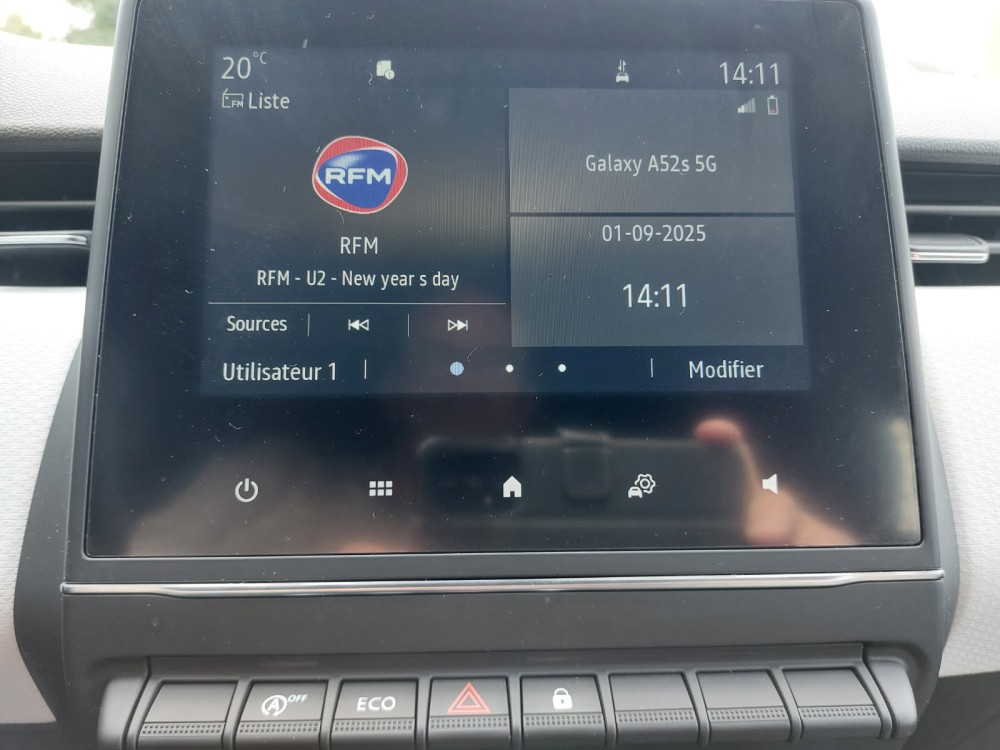 20°C
14:11
FM Liste
RFM
Galaxy A52s 5G
RFM
RFM - U2 - New year s day
01-09-2025
14:11
Sources
Utilisateur 1
Modifier
A OFF
ECO